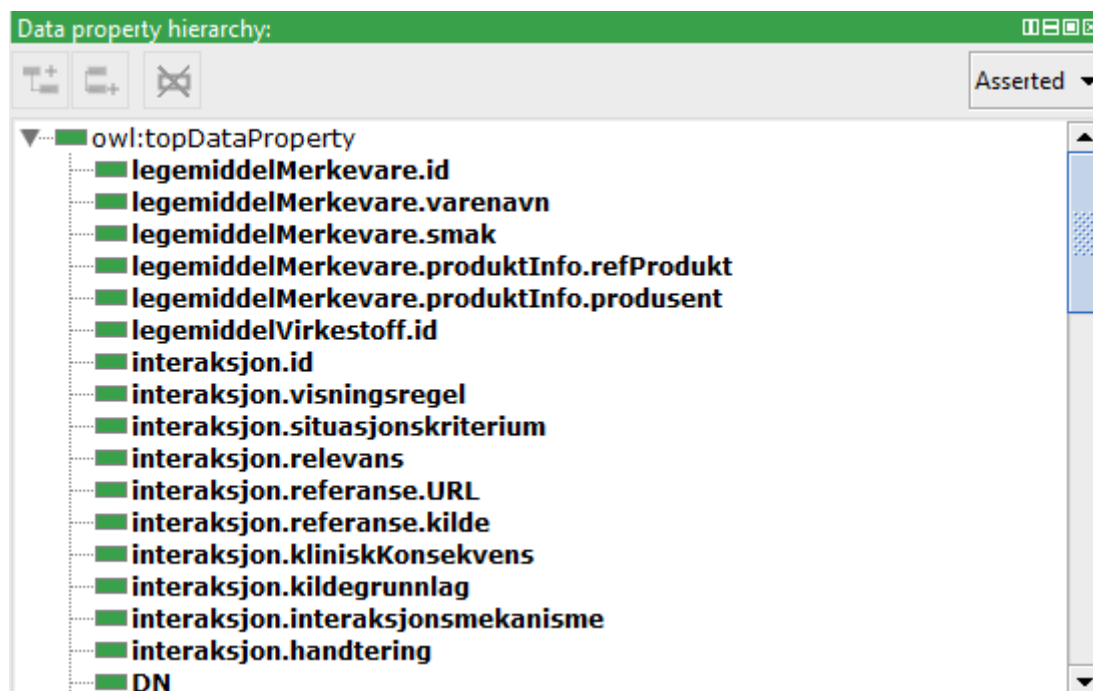 Data property hierarchy:
Asserted
owl:topDataProperty
legemiddelMerkevare.id
legemiddelMerkevare.varenavn
legemiddelMerkevare.smak
legemiddelMerkevare.produktInfo.refProdukt
legemiddelMerkevare.produktInfo.produsent
legemiddelVirkestoff.id
interaksjon.id
interaksjon.visningsregel
interaksjon.situasjonskriterium
interaksjon.relevans
interaksjon.referanse.URL
interaksjon.referanse.kilde
interaksjon.kliniskKonsekvens
interaksjon.kildegrunnlag
interaksjon.interaksjonsmekanisme
interaksjon.handtering
DN